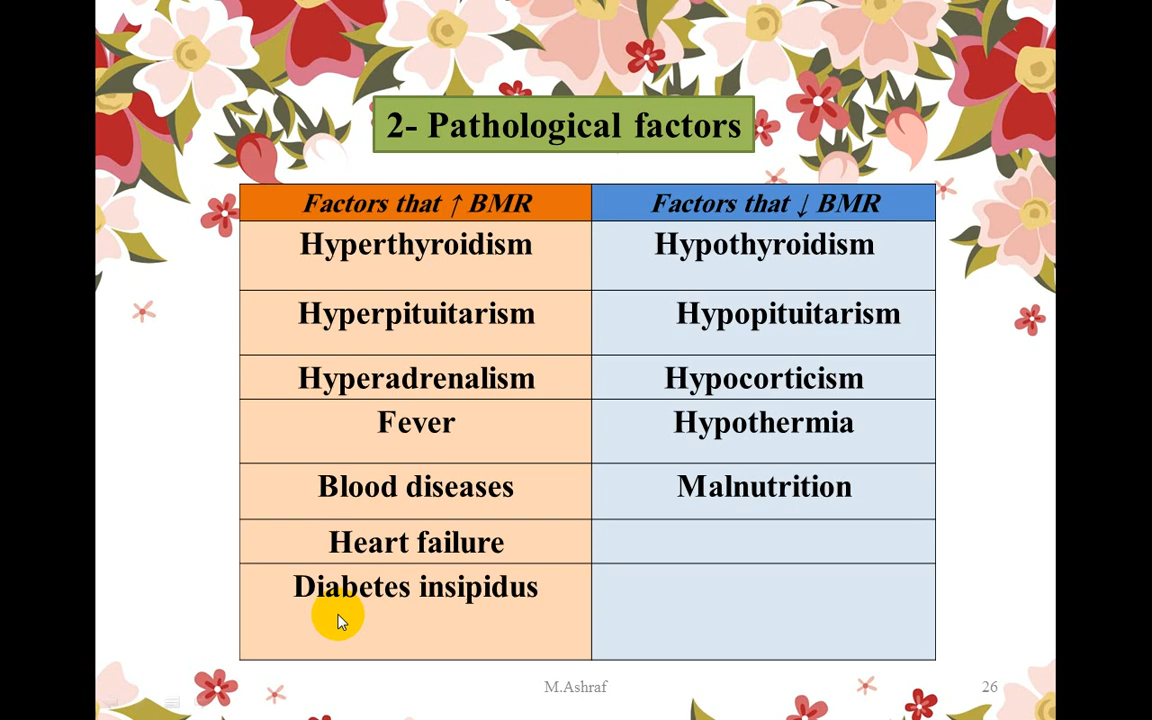 2- Pathological factors
Factors that ↑ BMR
Factors that ↓ BMR
Hyperthyroidism
Hypothyroidism
Hyperpituitarism
Hypopituitarism
Hyperadrenalism
Hypocorticism
Fever
Hypothermia
Blood diseases
Malnutrition
Heart failure
Diabetes insipidus
M.Ashraf
26